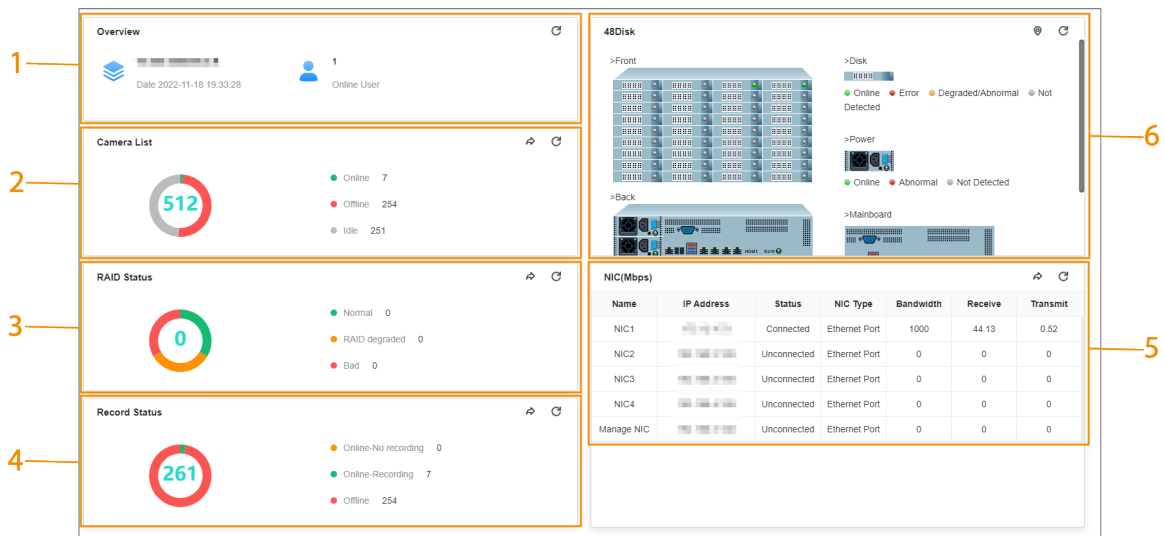 1
Overview
Date 2022-11-18 19:33:28
1
Online User
2
Camera List
512
Online 7
Offline 254
Idle 251
3
RAID Status
0
Normal 0
RAID degraded 0
Bad 0
4
Record Status
261
Online-No recording 0
Online-Recording 7
Offline 254
6
48Disk
>Front
>Back
HDMI
>Disk
Online Error Degraded/Abnormal Not
Detected
>Power
Online Abnormal Not Detected
>Mainboard
5
NIC(Mbps)
Name IP Address Status NIC Type Bandwidth Receive Transmit
NIC1 Connected Ethernet Port 1000 44.13 0.52
NIC2 Unconnected Ethernet Port 0 0 0
NIC3 Unconnected Ethernet Port 0 0 0
NIC4 Unconnected Ethernet Port 0 0 0
Manage NIC Unconnected Ethernet Port 0 0 0